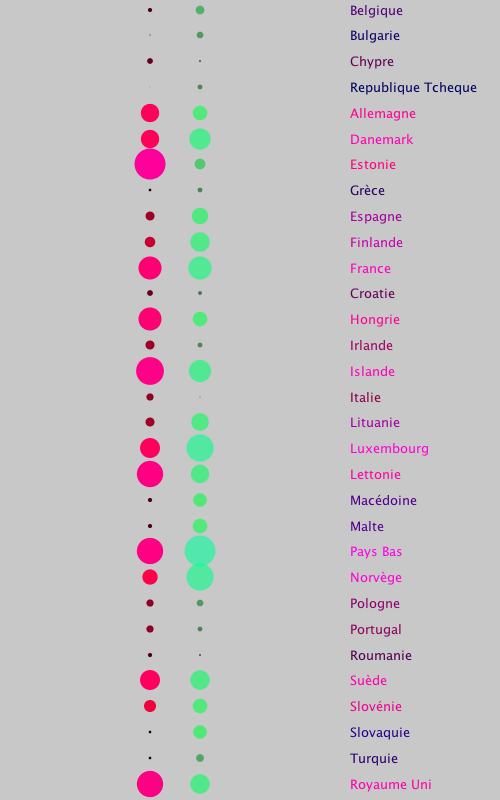 Belgique
Bulgarie
Chypre
Republique Tcheque
Allemagne
Danemark
Estonie
Grèce
Espagne
Finlande
France
Croatie
Hongrie
Irlande
Islande
Italie
Lituanie
Luxembourg
Lettonie
Macédoine
Malte
Pays Bas
Norvège
Pologne
Portugal
Roumanie
Suède
Slovénie
Slovaquie
Turquie
Royaume Uni